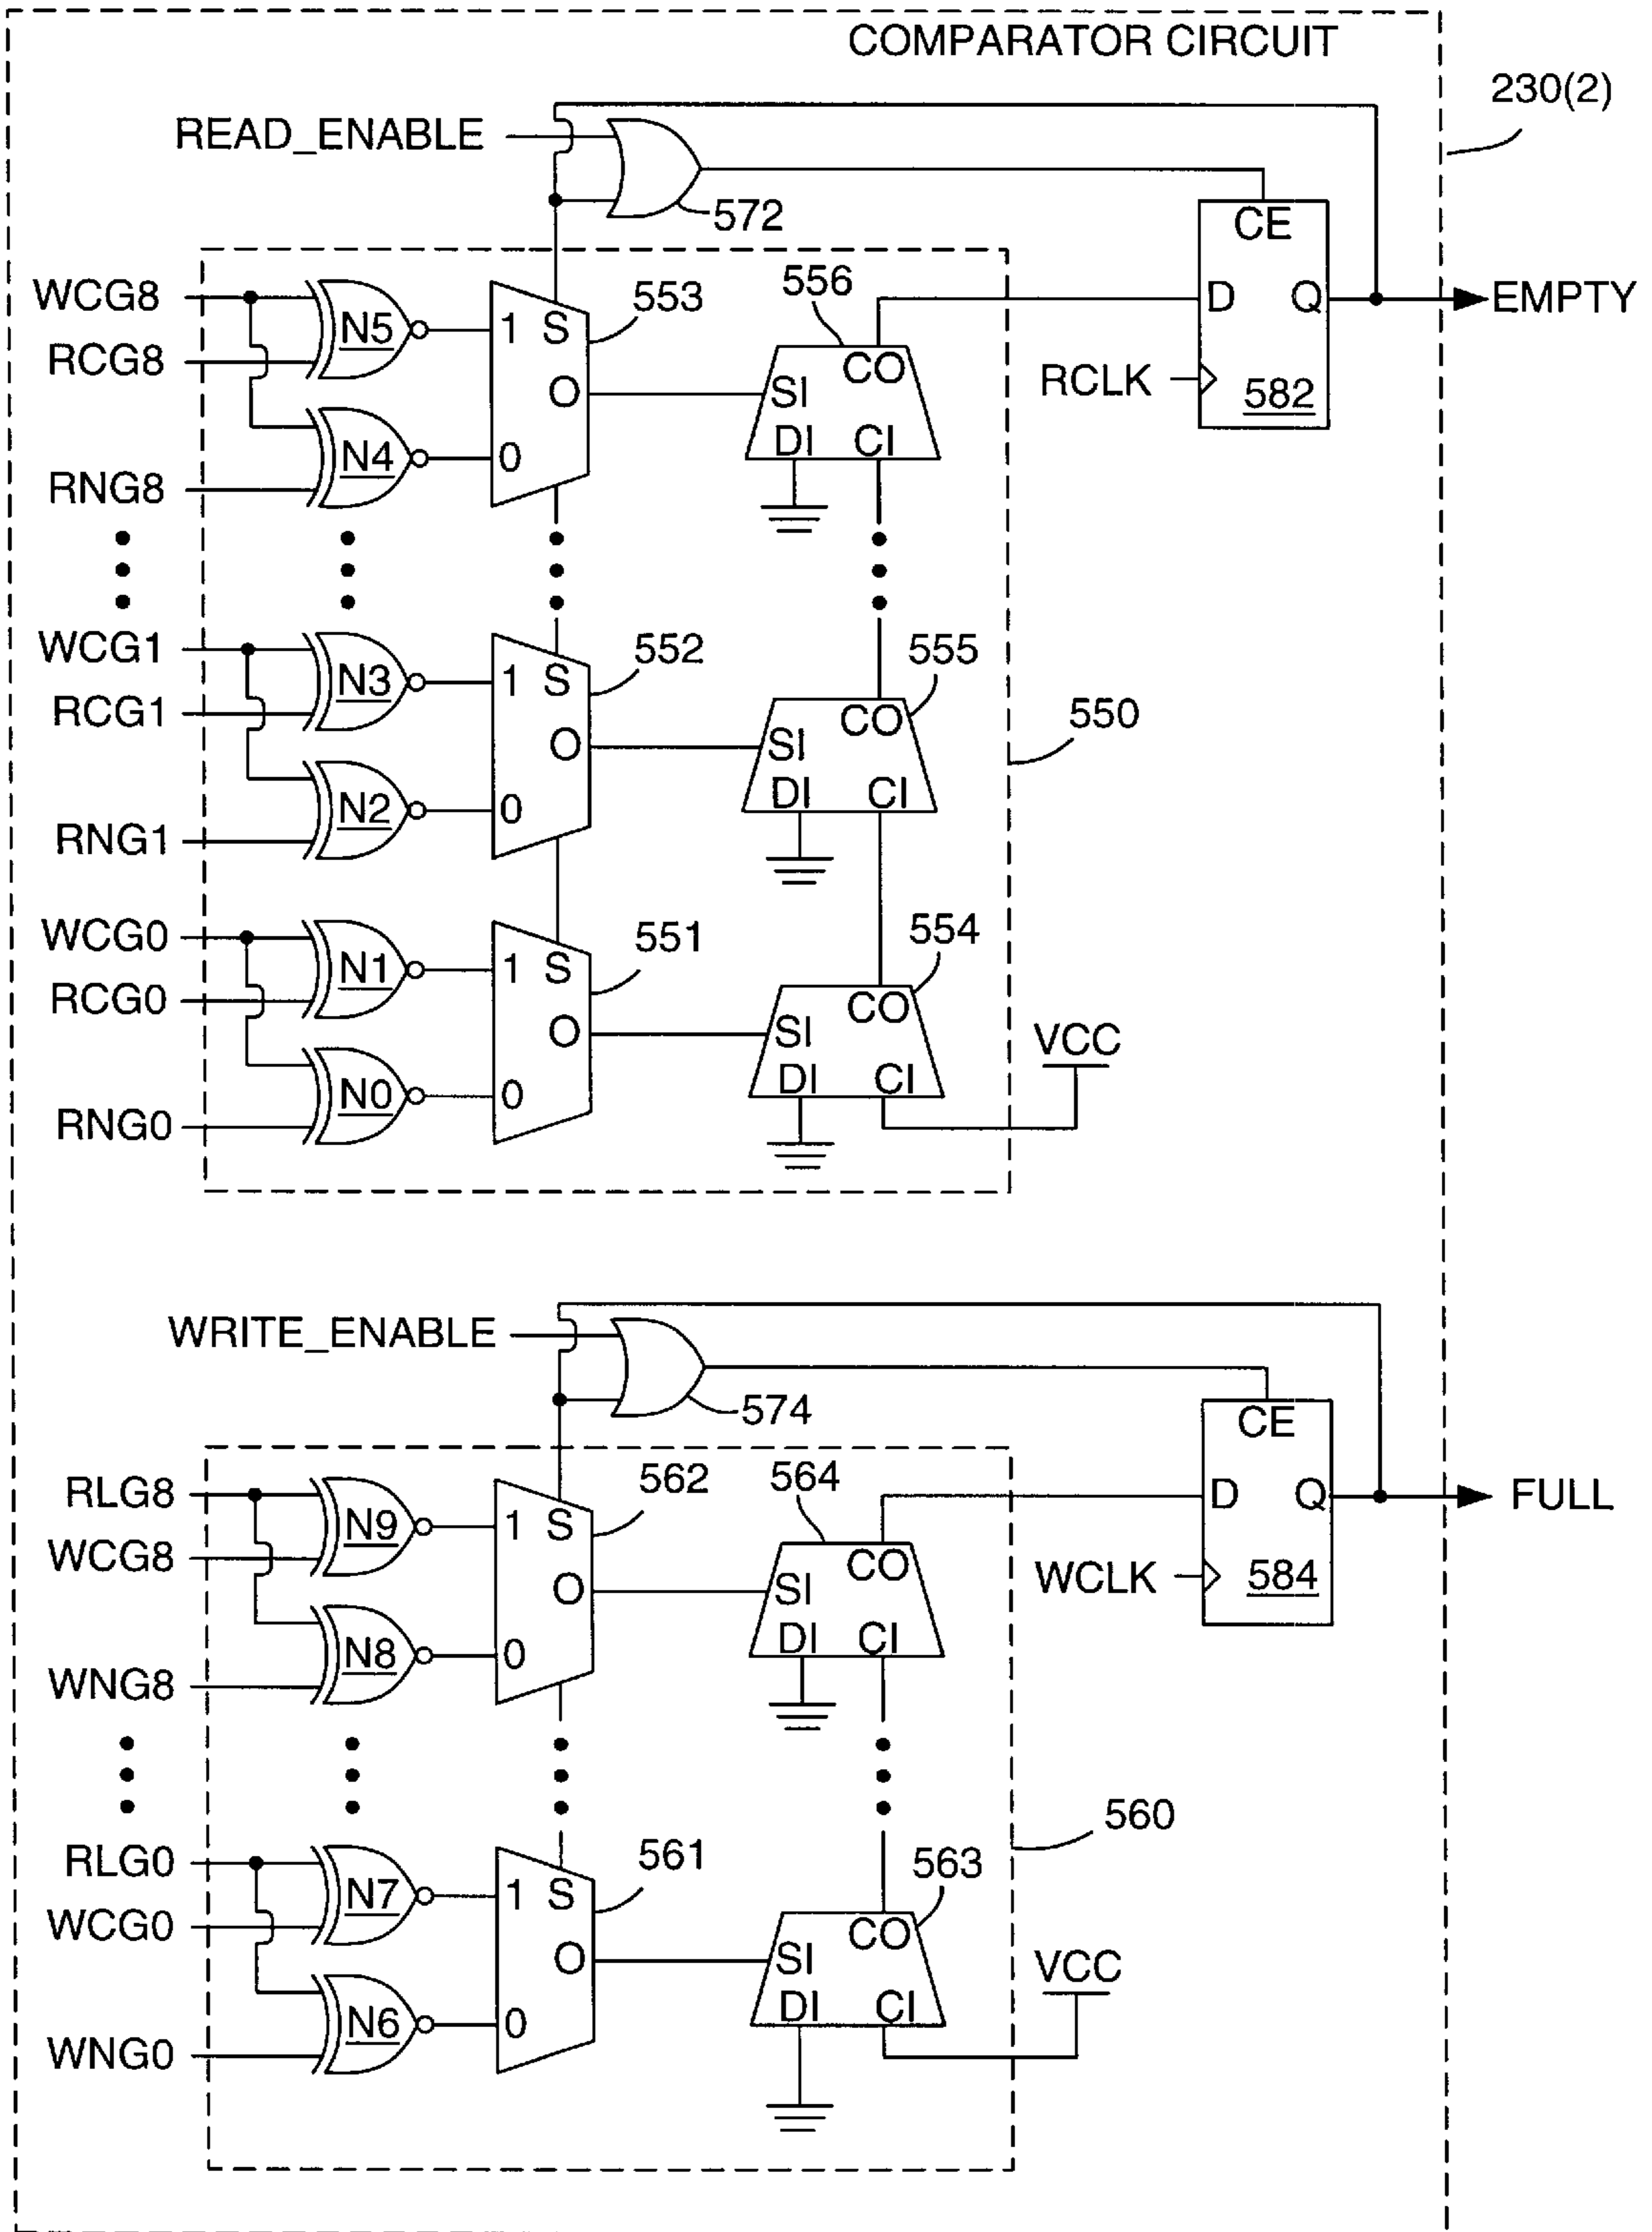 COMPARATOR CIRCUIT
230(2)
READ_ENABLE
572
CE
D
Q
EMPTY
RCLK
582
WCG8
RCG8
RNG8
N5
N4
1
S
O
0
553
556
SI
CO
DI
CI
WCG1
RCG1
RNG1
N3
N2
1
S
O
0
552
555
SI
CO
DI
CI
550
WCG0
RCG0
RNG0
N1
N0
1
S
O
0
551
554
SI
CO
DI
CI
VCC
WRITE_ENABLE
574
CE
D
Q
FULL
WCLK
584
RLG8
WCG8
WNG8
N9
N8
1
S
O
0
562
564
SI
CO
DI
CI
560
RLG0
WCG0
WNG0
N7
N6
1
S
O
0
561
563
SI
CO
DI
CI
VCC